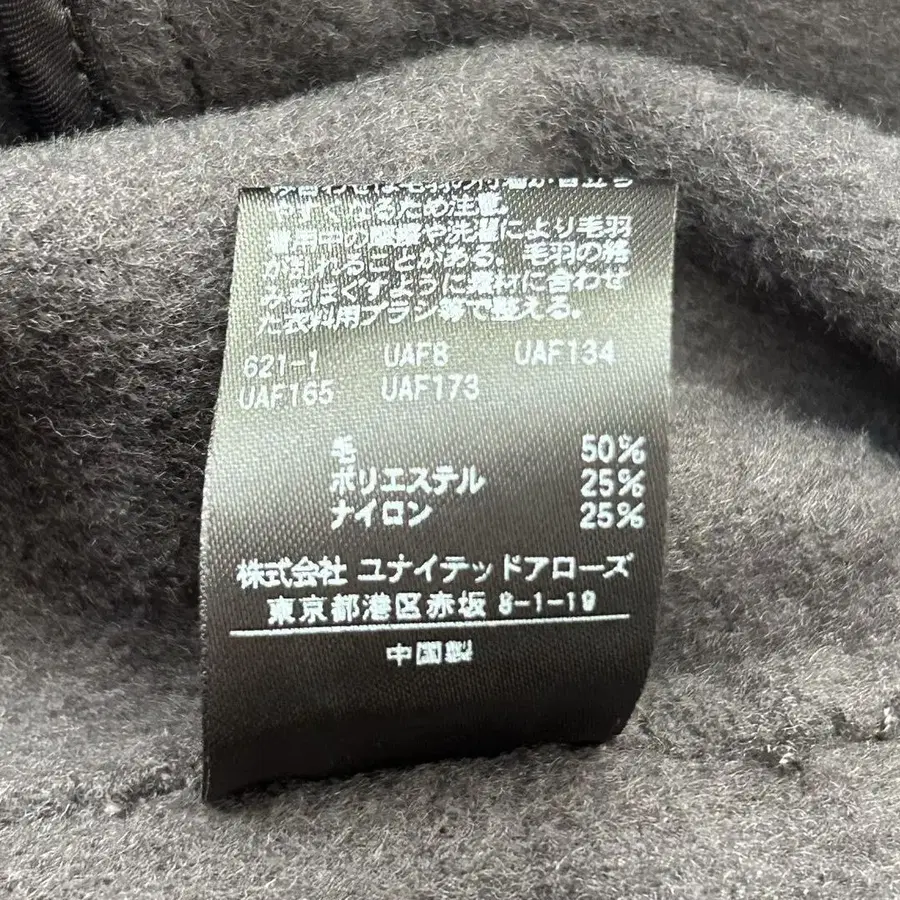 やすくなるため注意。
着用中の摩擦や洗濯により毛羽
が乱れることがある。毛羽の絡
みをほぐすように素材に合わせ
た衣料用ブラシ等で整える。
621-1 UAF8 UAF134
UAF165 UAF173
毛 50%
ポリエステル 25%
ナイロン 25%
株式会社 ユナイテッドアローズ
東京都港区赤坂 8-1-19
中国製